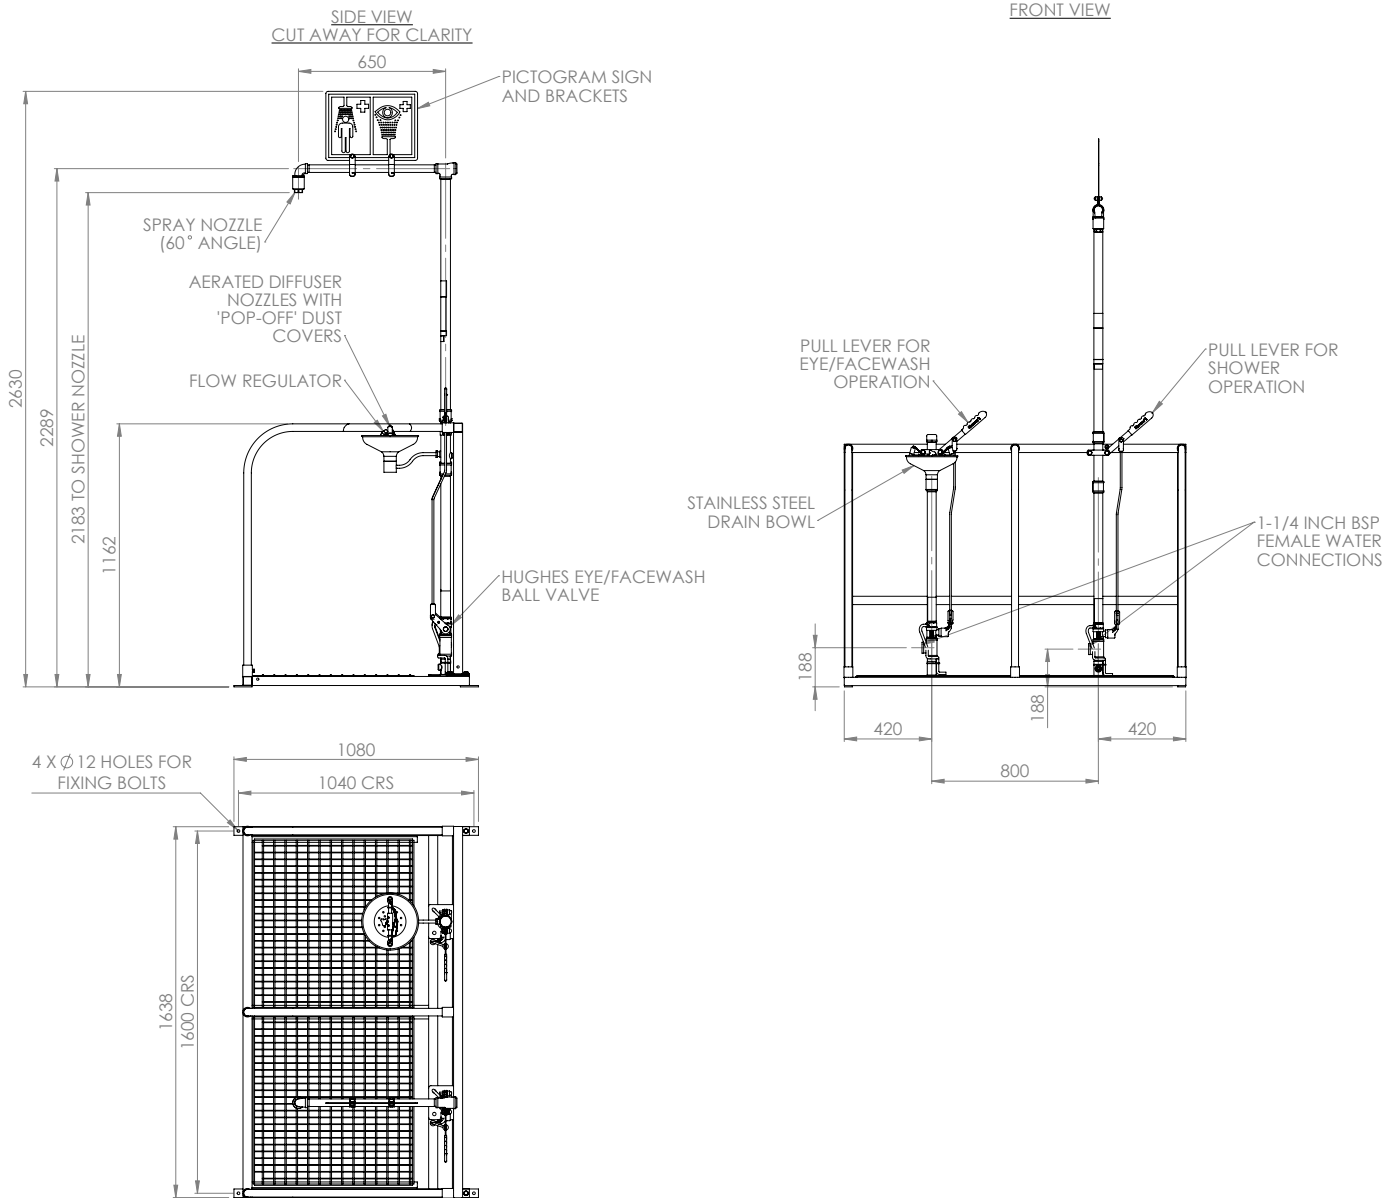 SIDE VIEW
CUT AWAY FOR CLARITY
650
PICTOGRAM SIGN
AND BRACKETS
SPRAY NOZZLE
(60° ANGLE)
AERATED DIFFUSER
NOZZLES WITH
'POP-OFF' DUST
COVERS
FLOW REGULATOR
2630
2289
2183 TO SHOWER NOZZLE
1162
HUGHES EYE/FACEWASH
BALL VALVE
FRONT VIEW
PULL LEVER FOR
EYE/FACEWASH
OPERATION
PULL LEVER FOR
SHOWER
OPERATION
STAINLESS STEEL
DRAIN BOWL
1-1/4 INCH BSP
FEMALE WATER
CONNECTIONS
188
188
420
420
800
4 X Ø 12 HOLES FOR
FIXING BOLTS
1080
1040 CRS
1638
1600 CRS